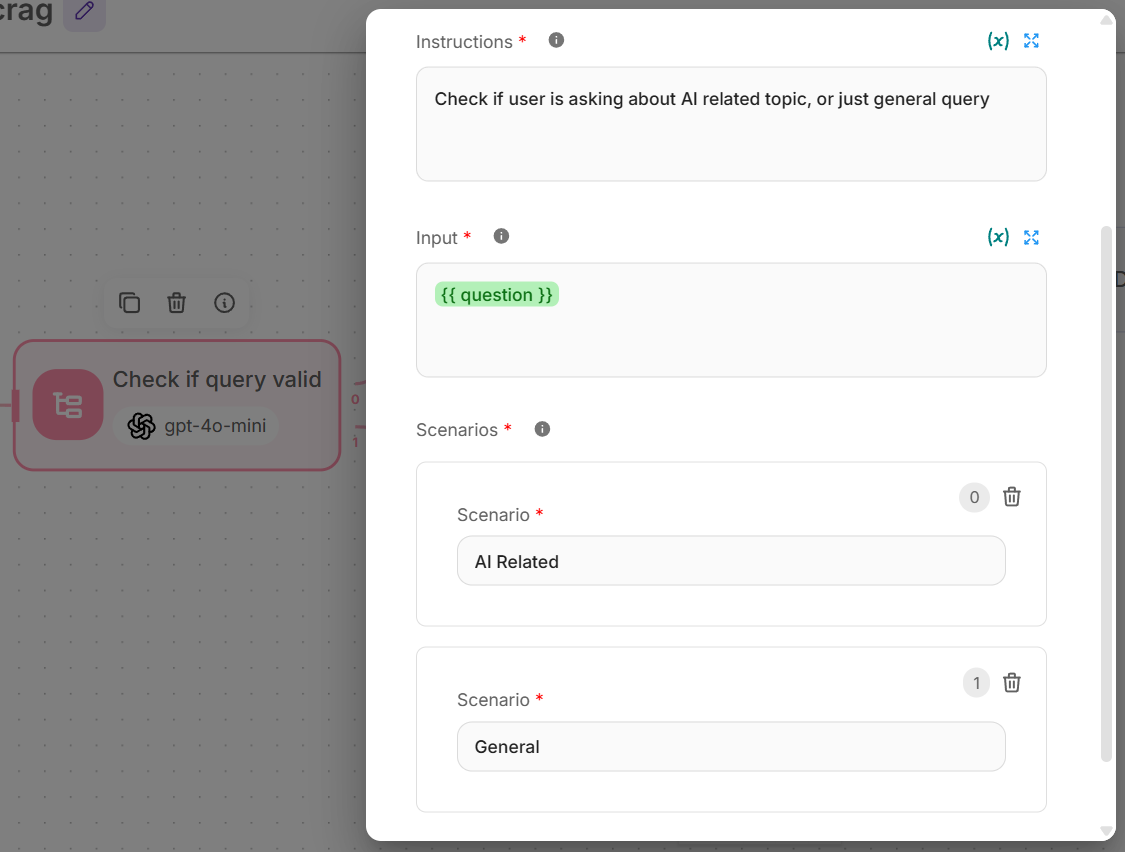 crag
Instructions *
(x)
Check if user is asking about AI related topic, or just general query
Input *
(x)
{{ question }}
Check if query valid
gpt-4o-mini
0
1
Scenarios *
0
Scenario *
AI Related
1
Scenario *
General